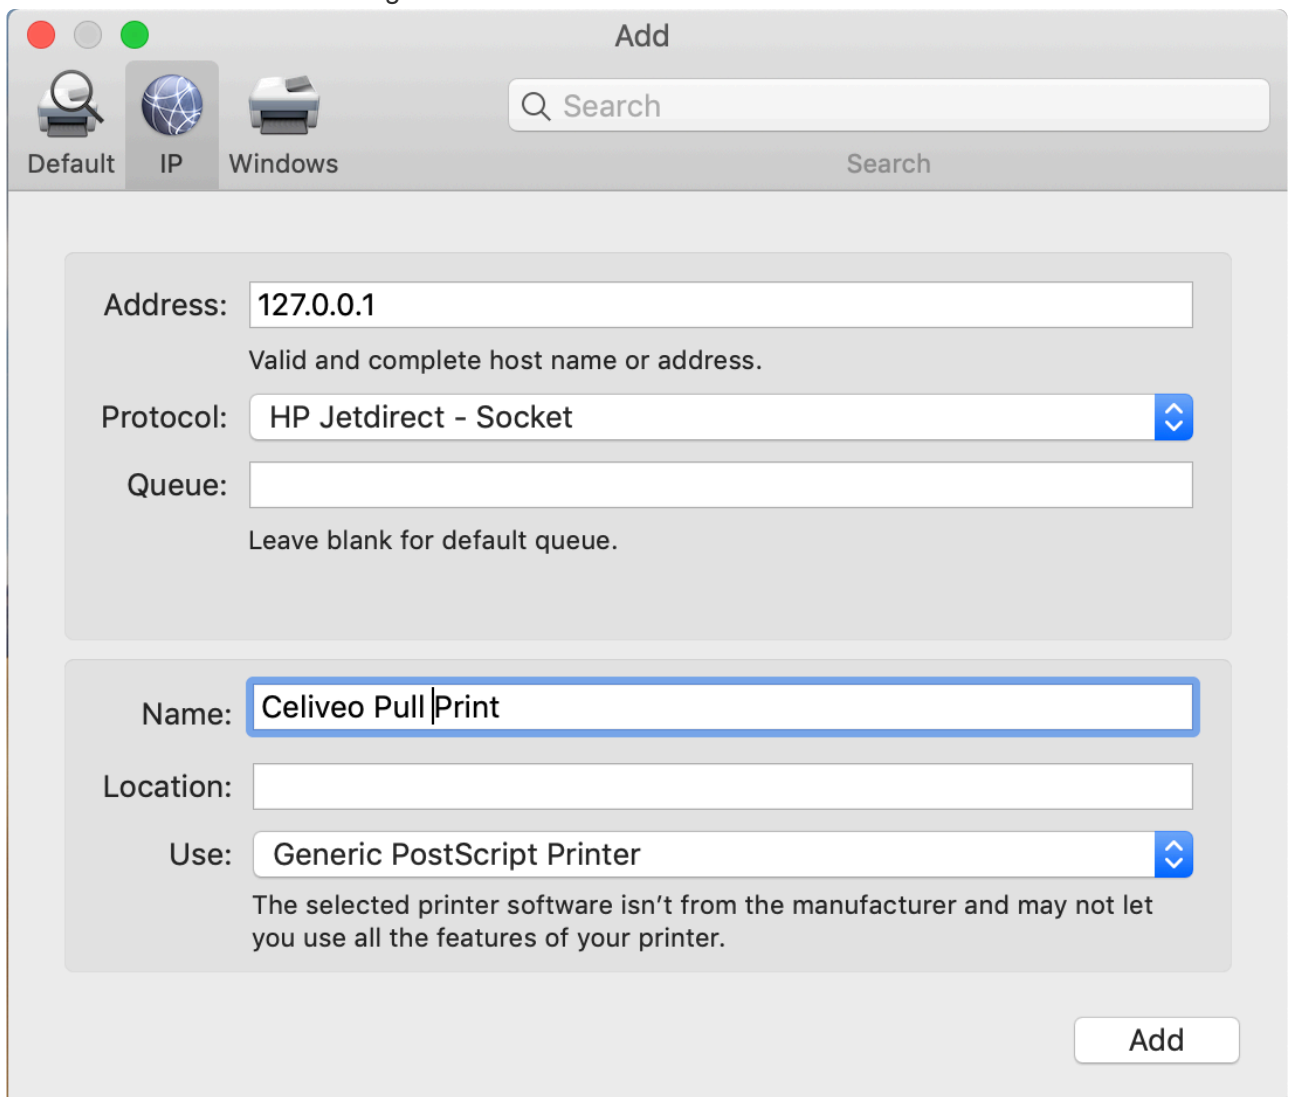 Add
Default
IP
Windows
Search
Search
Address:
127.0.0.1
Valid and complete host name or address.
Protocol:
HP Jetdirect - Socket
Queue:
Leave blank for default queue.
Name:
Celiveo Pull Print
Location:
Use:
Generic PostScript Printer
The selected printer software isn’t from the manufacturer and may not let
you use all the features of your printer.
Add